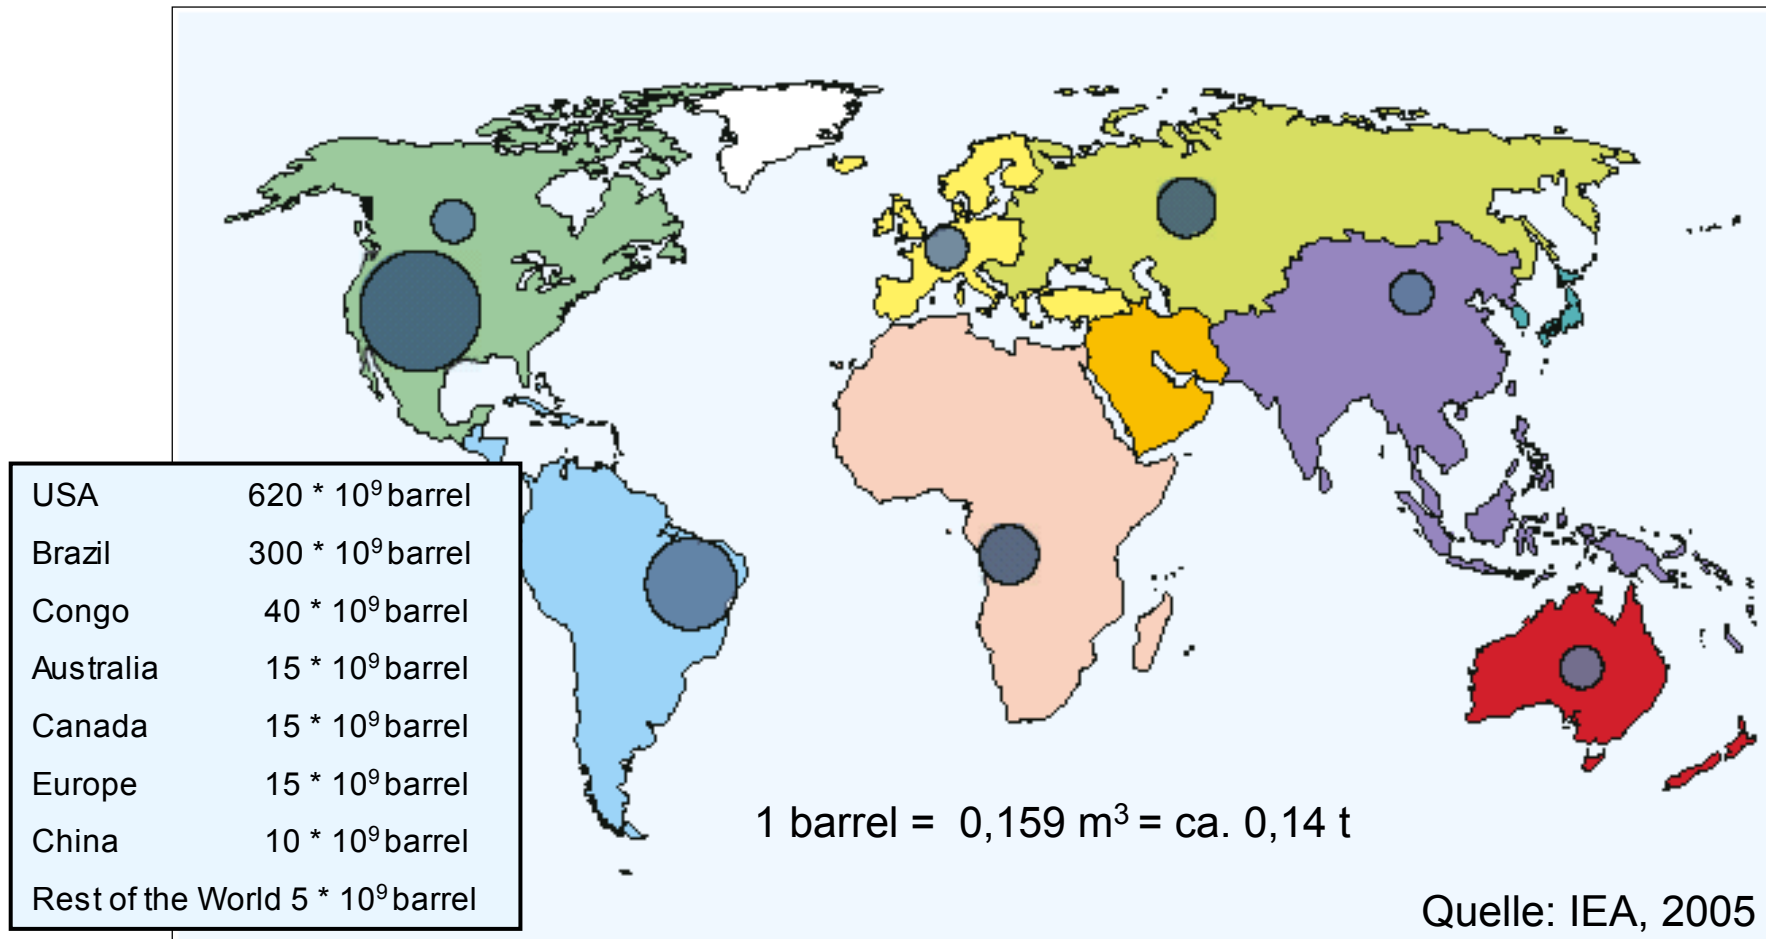 USA 620 * 10⁹ barrel
Brazil 300 * 10⁹ barrel
Congo 40 * 10⁹ barrel
Australia 15 * 10⁹ barrel
Canada 15 * 10⁹ barrel
Europe 15 * 10⁹ barrel
China 10 * 10⁹ barrel
Rest of the World 5 * 10⁹ barrel
1 barrel = 0,159 m³ = ca. 0,14 t
Quelle: IEA, 2005